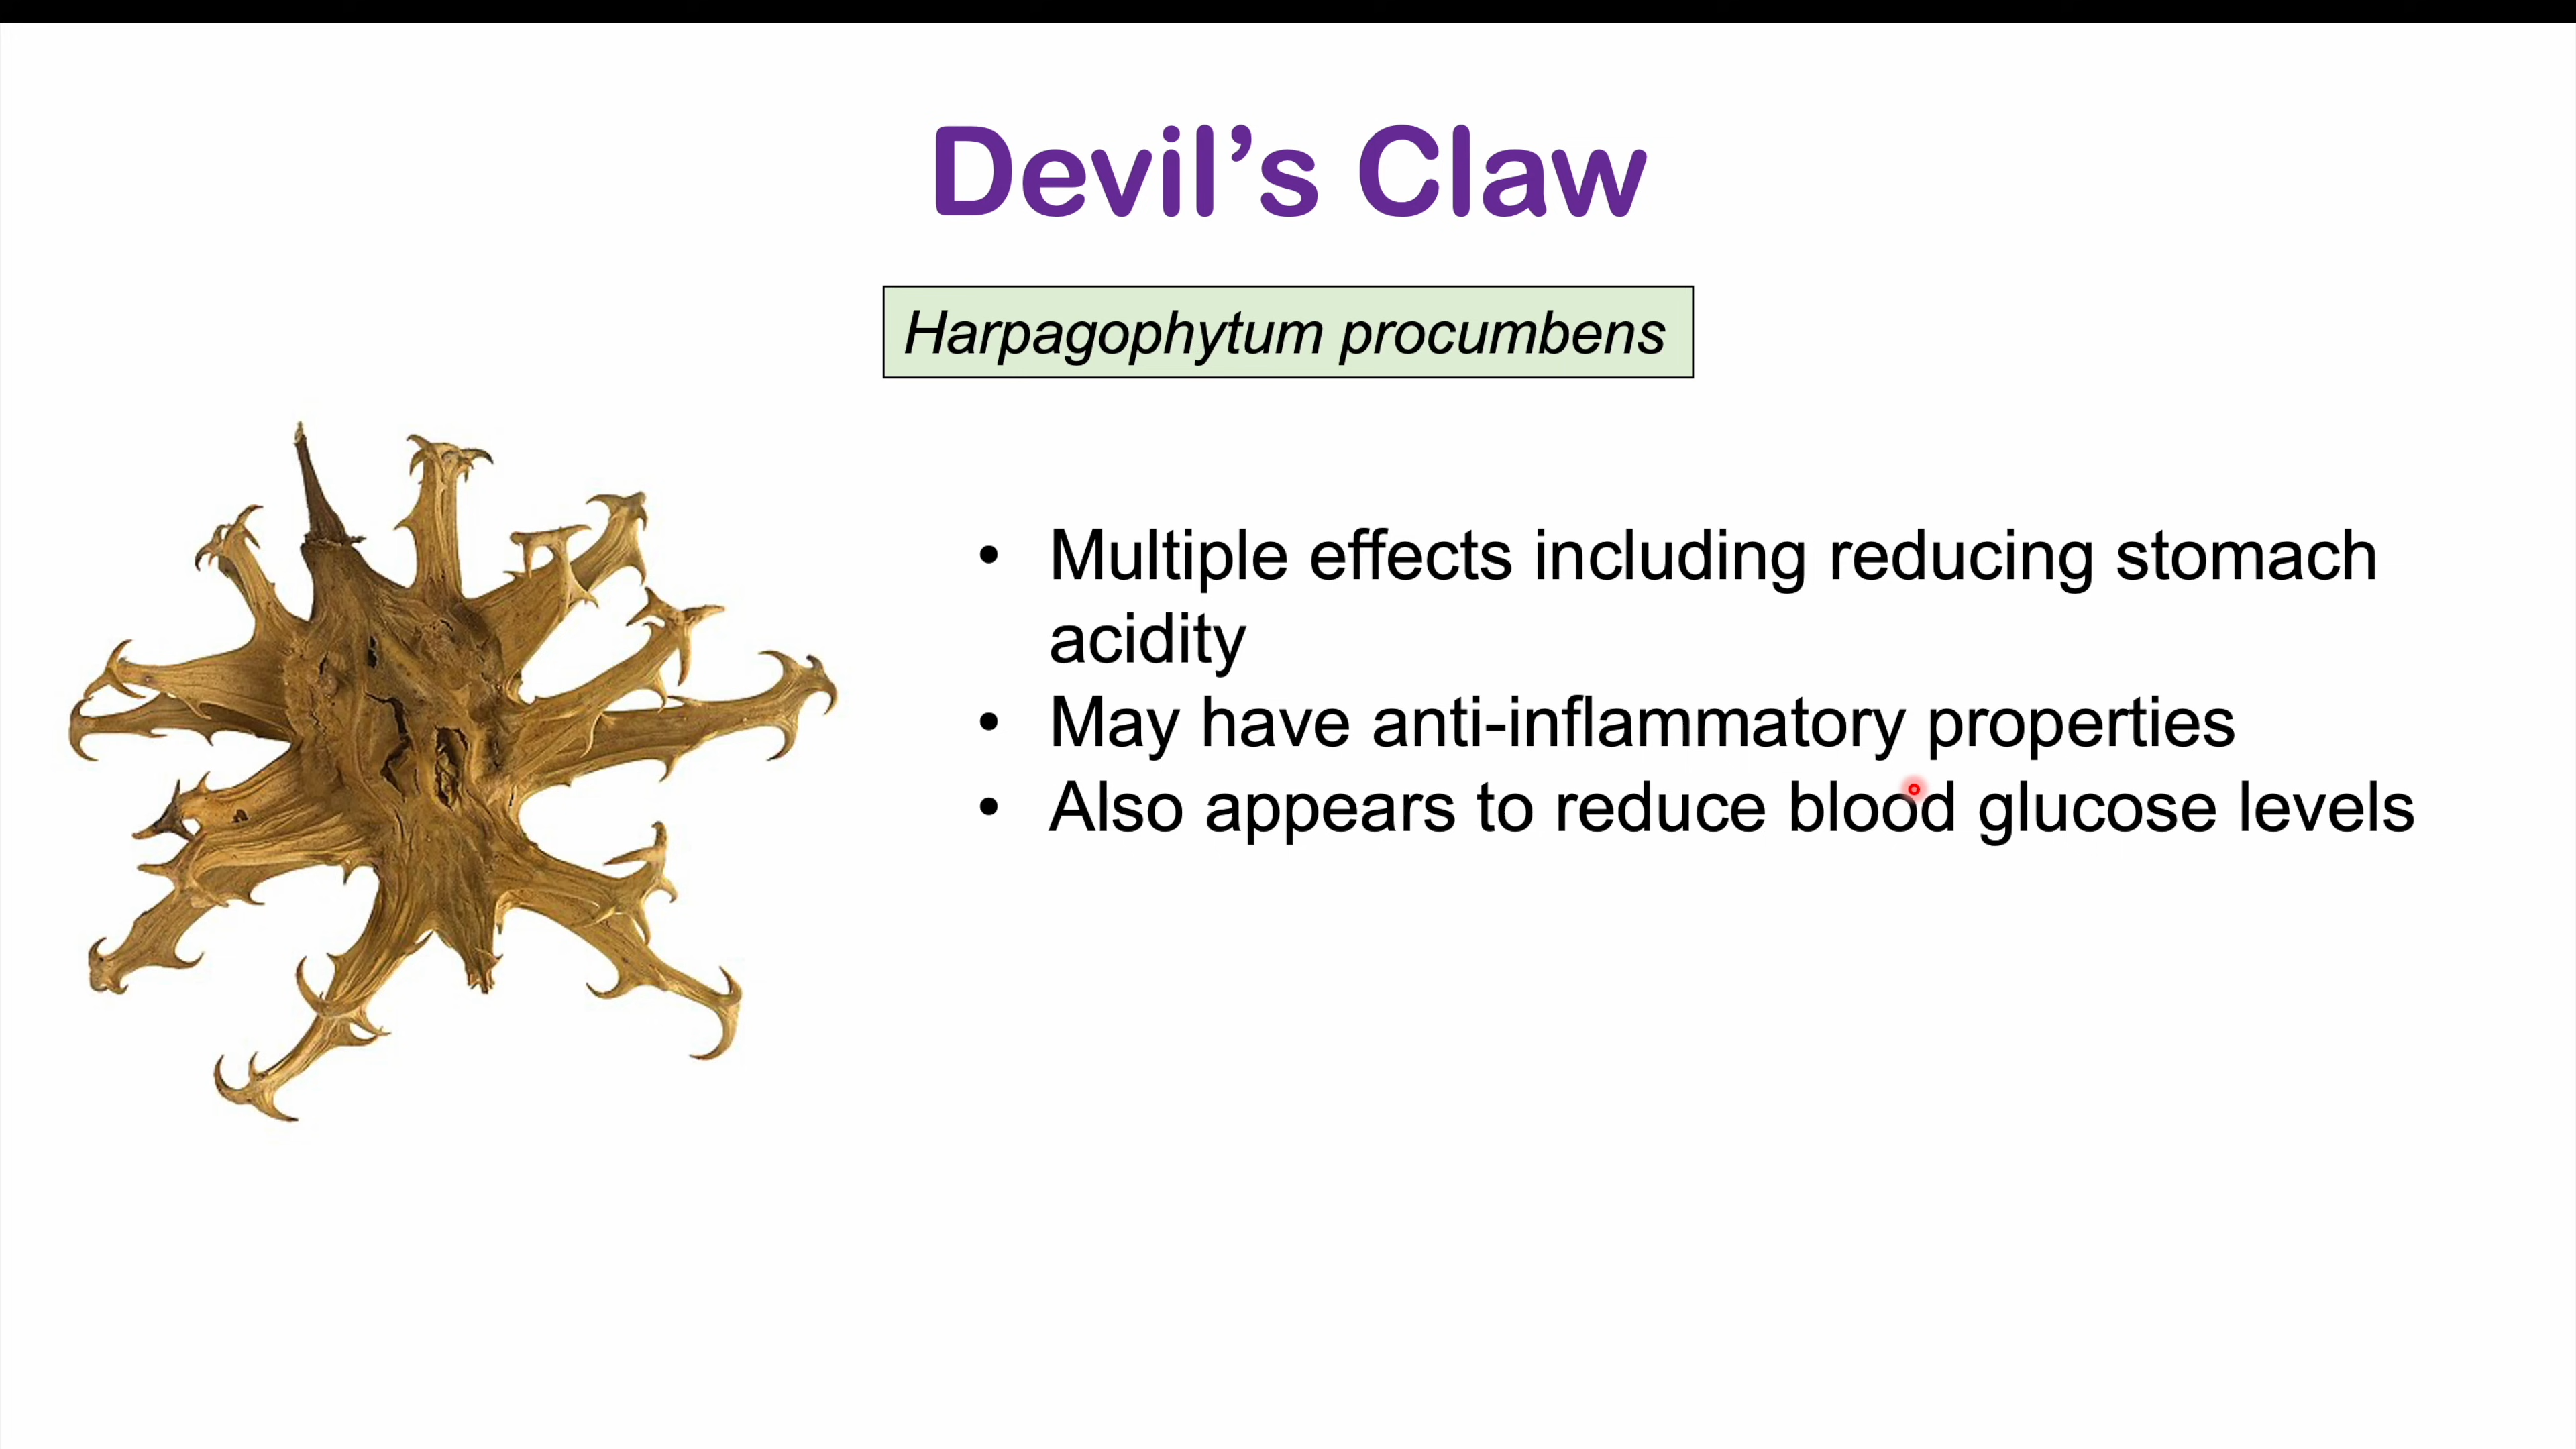 Devil’s Claw
Harpagophytum procumbens
• Multiple effects including reducing stomach
acidity
• May have anti-inflammatory properties
• Also appears to reduce blood glucose levels